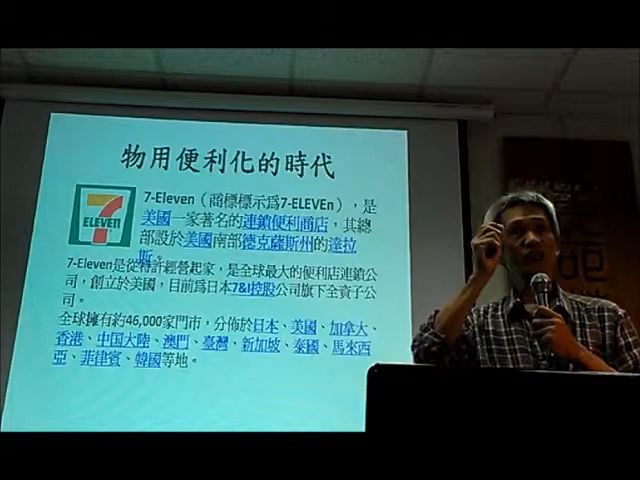 物用便利化的時代
7-Eleven（商標標示為7-ELEVEn），是
美國一家著名的連鎖便利商店，其總
部設於美國南部德克薩斯州的達拉
斯。
7-Eleven是從特許經營起家，是全球最大的便利店連鎖公
司，創立於美國，目前為日本7&I控股公司旗下全資子公
司。
全球擁有約46,000家門市，分佈於日本、美國、加拿大、
香港、中國大陸、澳門、臺灣、新加坡、泰國、馬來西
亞、菲律賓、韓國等地。
7
ELEVEN